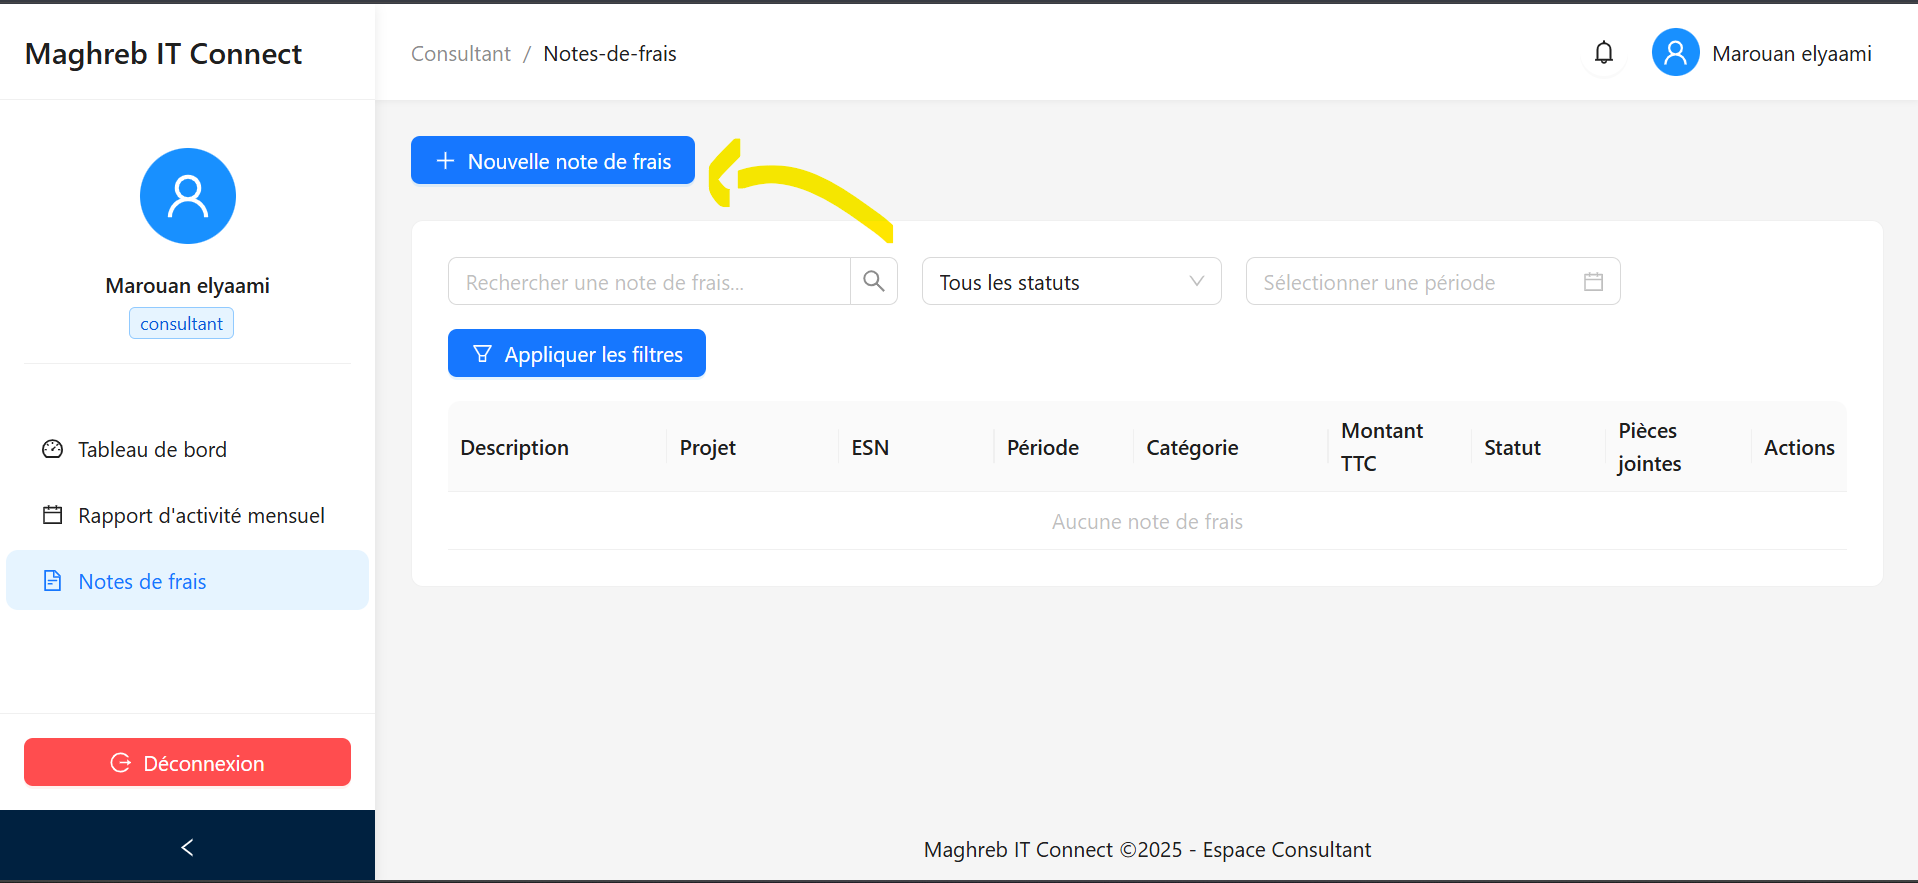 Maghreb IT Connect
Consultant / Notes-de-frais
Marouan elyaami
Marouan elyaami
consultant
Tableau de bord
Rapport d'activité mensuel
Notes de frais
Déconnexion
+ Nouvelle note de frais
Rechercher une note de frais...
Tous les statuts
Sélectionner une période
Appliquer les filtres
Description Projet ESN Période Catégorie Montant TTC Statut Pièces jointes Actions
Aucune note de frais
Maghreb IT Connect ©2025 - Espace Consultant